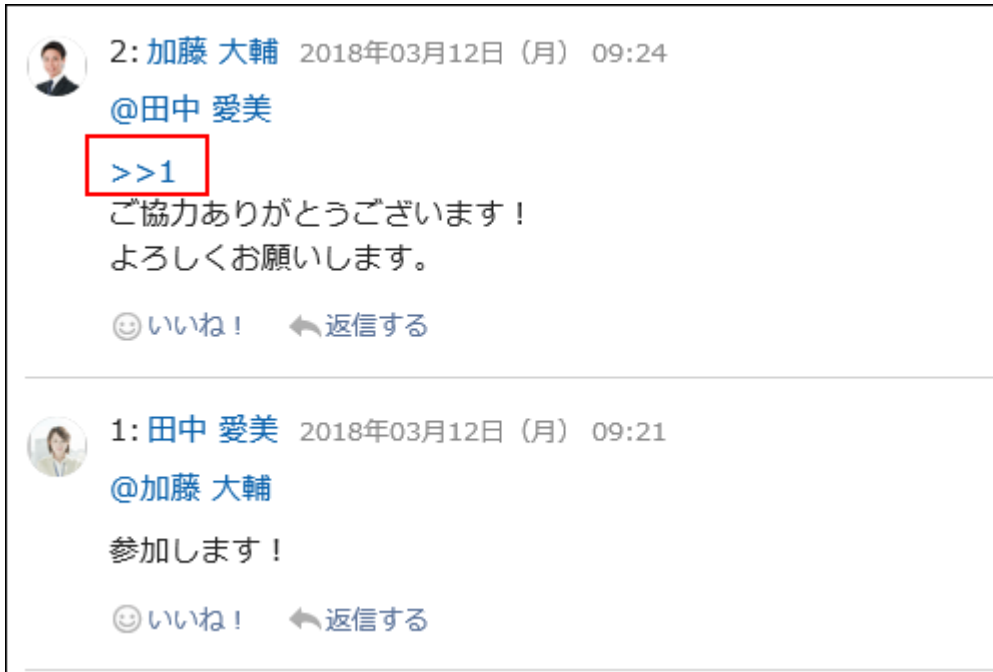 2: 加藤 大輔 2018年03月12日（月） 09:24
@田中 愛美
>>1
ご協力ありがとうございます！
よろしくお願いします。
いいね！ 返信する
1: 田中 愛美 2018年03月12日（月） 09:21
@加藤 大輔
参加します！
いいね！ 返信する